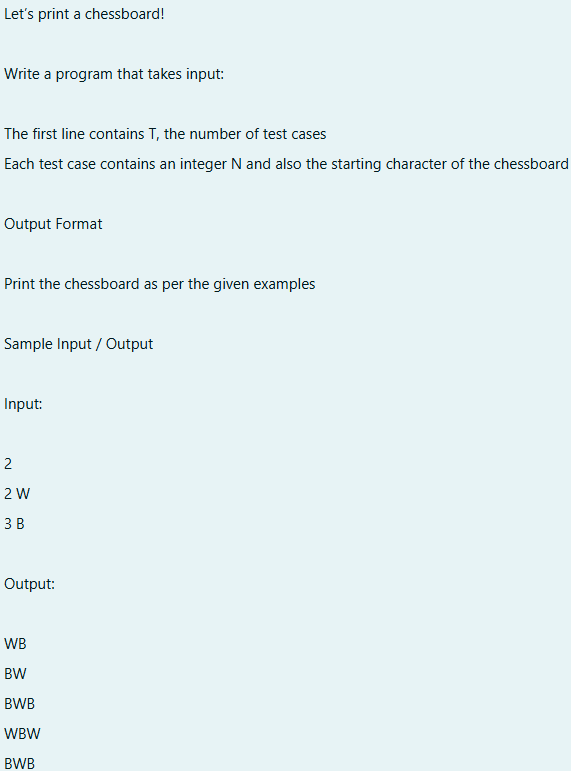 Let's print a chessboard!
Write a program that takes input:
The first line contains T, the number of test cases
Each test case contains an integer N and also the starting character of the chessboard
Output Format
Print the chessboard as per the given examples
Sample Input / Output
Input:
2
2 W
3 B
Output:
WB
BW
BWB
WBW
BWB